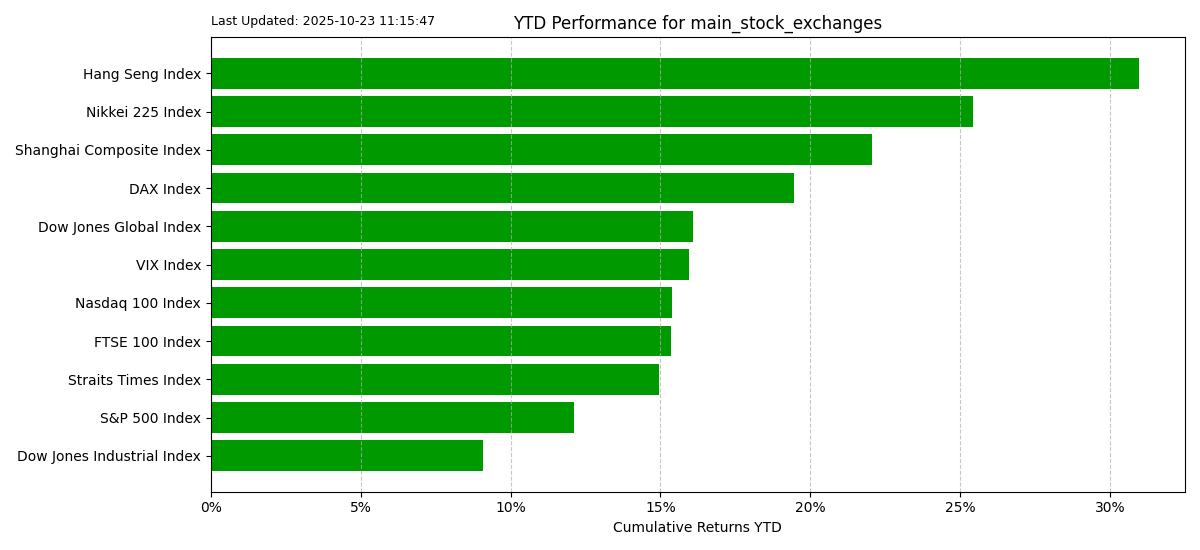 Last Updated: 2025-10-23 11:15:47
YTD Performance for main_stock_exchanges
Hang Seng Index
Nikkei 225 Index
Shanghai Composite Index
DAX Index
Dow Jones Global Index
VIX Index
Nasdaq 100 Index
FTSE 100 Index
Straits Times Index
S&P 500 Index
Dow Jones Industrial Index
0% 5% 10% 15% 20% 25% 30%
Cumulative Returns YTD